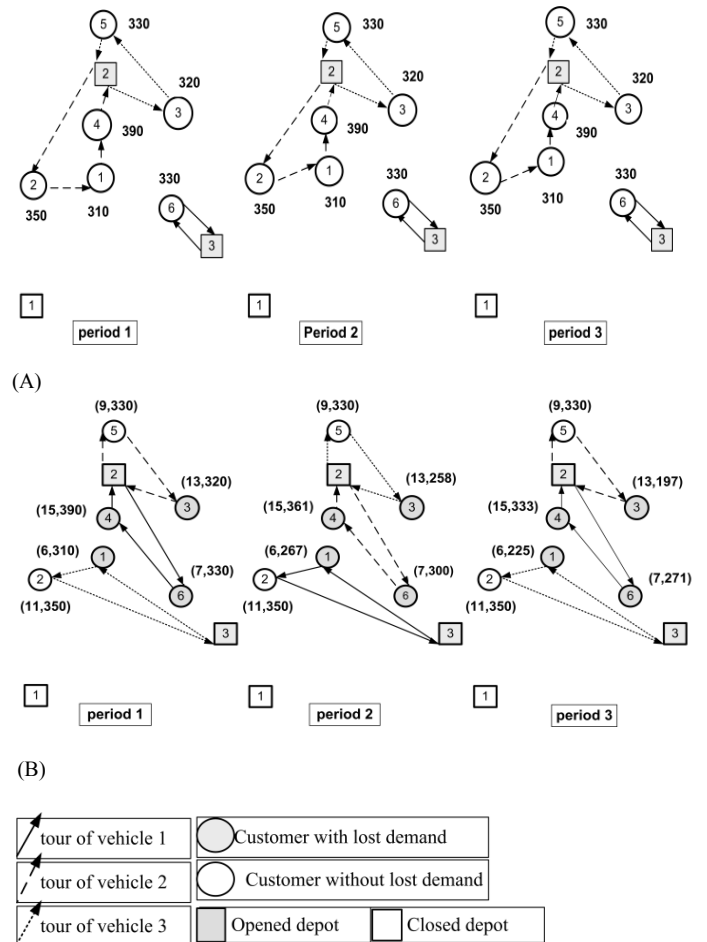 5 330 5 330 5 330
2 320 2 320 2 320
3 3 3
4 390 4 390 4 390
2 1 330 2 1 330 2 1 330
350 310 6 350 310 6 350 310 6
3 3 3
1 1 1
period 1 Period 2 period 3
(A)
(9,330) (9,330) (9,330)
5 5 5
2 (13,320) 2 (13,258) 2 (13,197)
(15,390) 3 (15,361) 3 (15,333) 3
4 4 4
(6,310) 1 (7,330) (6,267) 1 (7,300) (6,225) 1 (7,271)
2 6 2 6 2 6
(11,350) (11,350) (11,350)
3 3 3
1 1 1
period 1 period 2 period 3
(B)
tour of vehicle 1 Customer with lost demand
tour of vehicle 2 Customer without lost demand
tour of vehicle 3 Opened depot Closed depot